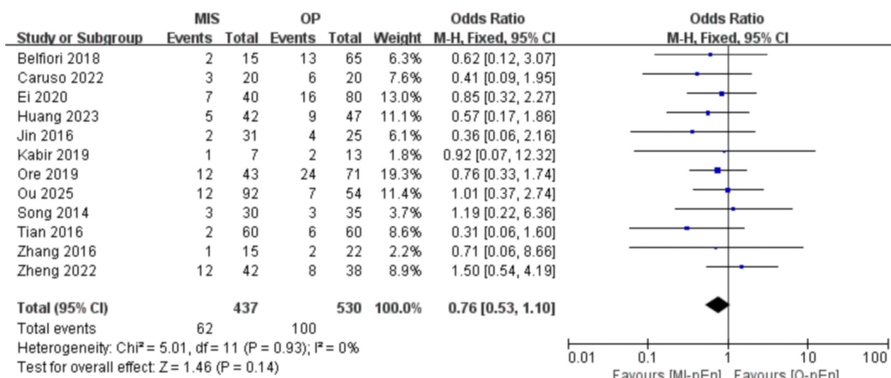 MIS OP Odds Ratio Odds Ratio
Study or Subgroup Events Total Events Total Weight M-H, Fixed, 95% CI M-H, Fixed, 95% CI
Belfiori 2018 2 15 13 65 6.3% 0.62 [0.12, 3.07]
Caruso 2022 3 20 6 20 7.6% 0.41 [0.09, 1.95]
Ei 2020 7 40 16 80 13.0% 0.85 [0.32, 2.27]
Huang 2023 5 42 9 47 11.1% 0.57 [0.17, 1.86]
Jin 2016 2 31 4 25 6.1% 0.36 [0.06, 2.16]
Kabir 2019 1 7 2 13 1.8% 0.92 [0.07, 12.32]
Ore 2019 12 43 24 71 19.3% 0.76 [0.33, 1.74]
Ou 2025 12 92 7 54 11.4% 1.01 [0.37, 2.74]
Song 2014 3 30 3 35 3.7% 1.19 [0.22, 6.36]
Tian 2016 2 60 6 60 8.6% 0.31 [0.06, 1.60]
Zhang 2016 1 15 2 22 2.2% 0.71 [0.06, 8.66]
Zheng 2022 12 42 8 38 8.9% 1.50 [0.54, 4.19]
Total (95% CI) 437 530 100.0% 0.76 [0.53, 1.10]
Total events 62 100
Heterogeneity: Chi² = 5.01, df = 11 (P = 0.93); I² = 0%
Test for overall effect: Z = 1.46 (P = 0.14)
0.01 0.1 1 10 100
Favours [MI-pEn] Favours [O-pEn]